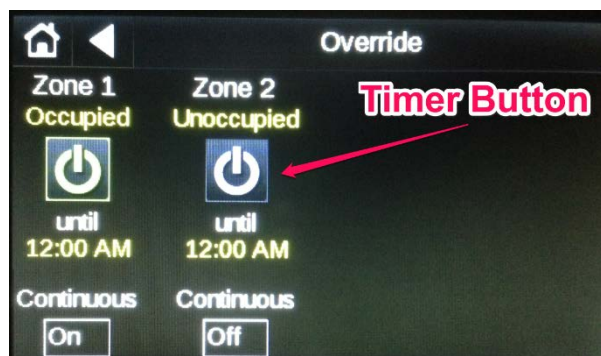 Override
Zone 1 Zone 2
Occupied Unoccupied
Timer Button
until until
12:00 AM 12:00 AM
Continuous Continuous
On Off